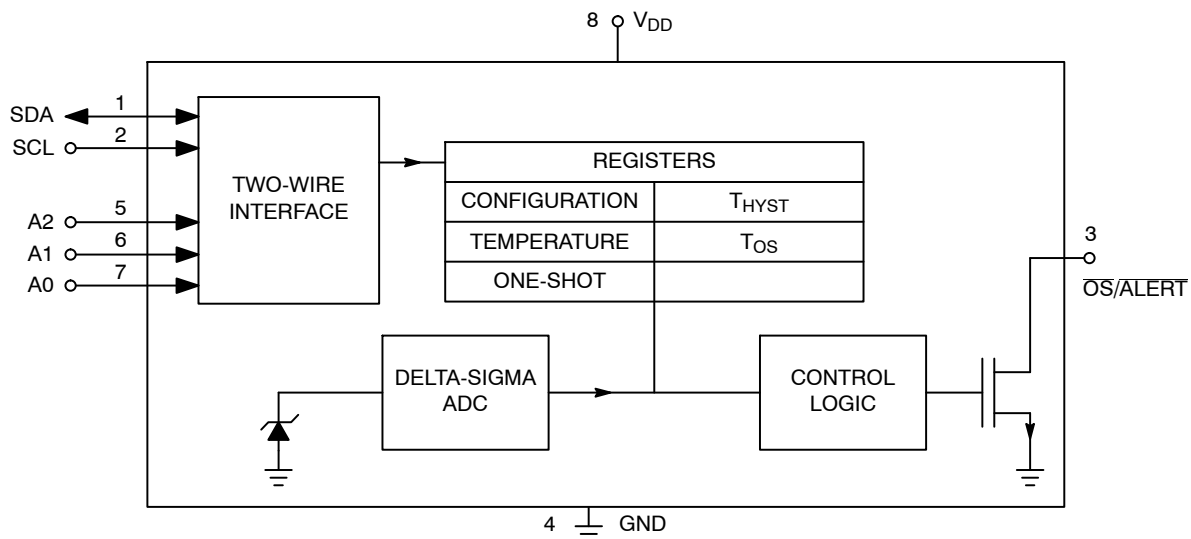 8 VDD
SDA 1
SCL 2
A2 5
A1 6
A0 7
TWO-WIRE
INTERFACE
REGISTERS
CONFIGURATION THYST
TEMPERATURE TOS
ONE-SHOT
3
OS/ALERT
DELTA-SIGMA
ADC
CONTROL
LOGIC
4 GND